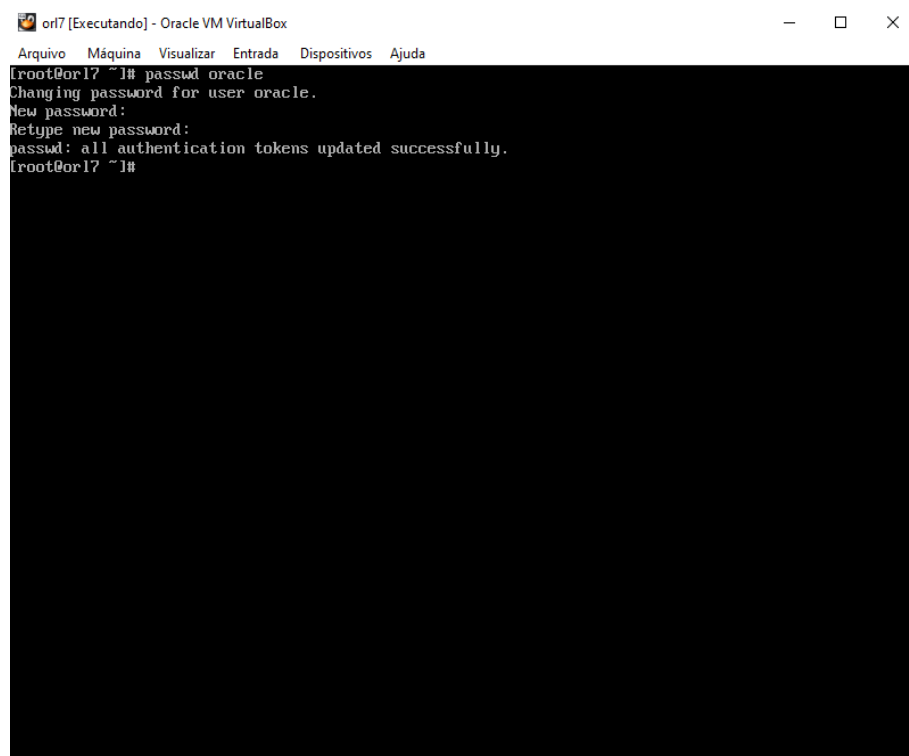 orl7 [Executando] - Oracle VM VirtualBox
Arquivo Máquina Visualizar Entrada Dispositivos Ajuda
[root@orl7 ~]# passwd oracle
Changing password for user oracle.
New password:
Retype new password:
passwd: all authentication tokens updated successfully.
[root@orl7 ~]#